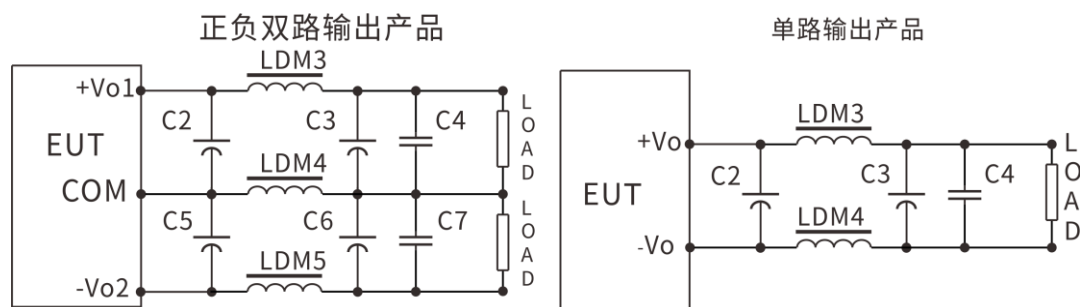 正负双路输出产品
LDM3
+Vo1
C2
C3
C4
LOAD
EUT
LDM4
COM
C5
C6
C7
LOAD
LDM5
-Vo2
单路输出产品
LDM3
+Vo
C2
C3
C4
LOAD
EUT
LDM4
-Vo